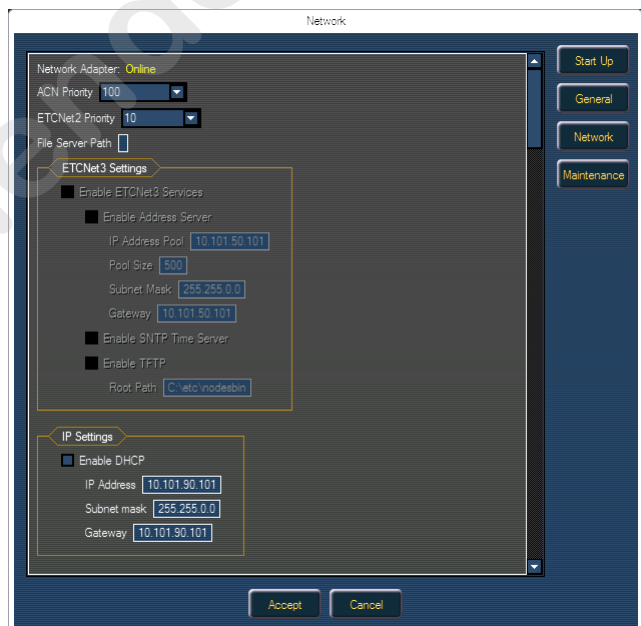 Network
Network Adapter: Online
ACN Priority 100
ETCNet2 Priority 10
File Server Path
ETCNet3 Settings
Enable ETCNet3 Services
Enable Address Server
IP Address Pool 10.101.50.101
Pool Size 500
Subnet Mask 255.255.0.0
Gateway 10.101.50.101
Enable SNTP Time Server
Enable TFTP
Root Path C:\etc\nodesbin
IP Settings
Enable DHCP
IP Address 10.101.90.101
Subnet mask 255.255.0.0
Gateway 10.101.90.101
Start Up
General
Network
Maintenance
Accept Cancel